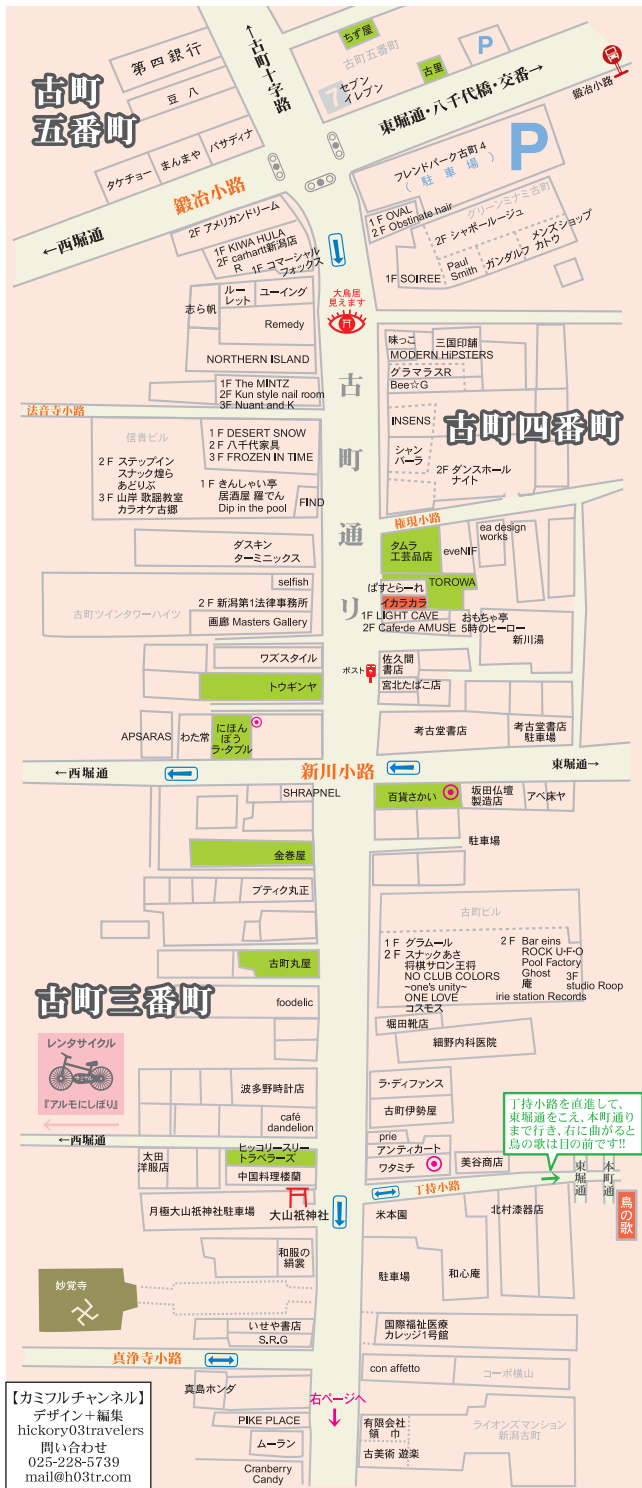 第四銀行
豆八
古町
五番町
タケチョー
まんまや
パサディナ
←古町十字路
ちず屋
古町五番町
P
7
セブン
イレブン
古里
東堀通・八千代橋・交番→
鍛冶小路
鍛冶小路
←西堀通
フレンドパーク古町4
(駐車場)
P
グリーンミナミ古町
1F OVAL
2F Obstinate hair
2F シャポールージュ
1F SOIREE
Paul
Smith
ガンダルフ
メンズショップ
カトウ
2F アメリカンドリーム
1F KIWA HULA
2F carhartt新潟店
R
1F コマーシャル
フォックス
大鳥居
見えます
志ら帆
ルー
レット
ユーイング
Remedy
NORTHERN ISLAND
1F The MINTZ
2F Kun style nail room
3F Nuant and K
味っこ
三国印舗
MODERN HiPSTERS
グラマラスR
Bee☆G
INSENS
シャン
バーラ
2F ダンスホール
ナイト
古町四番町
古町通り
法音寺小路
信青ビル
2F ステップイン
スナック煌ら
あどりぶ
3F 山岸 歌謡教室
カラオケ古郷
1F DESERT SNOW
2F 八千代家具
3F FROZEN IN TIME
1F きんしゃい亭
居酒屋 羅でん
Dip in the pool
FIND
権現小路
タムラ
工芸品店
eveNIF
ea design
works
TOROWA
ぱすとらーれ
イカラカラ
1F LIGHT CAVE
2F Cafe·de AMUSE
おもちゃ亭
5時のヒーロー
新川湯
ダスキン
ターミニックス
selfish
古町ツインタワーハイツ
2F 新潟第1法律事務所
画廊 Masters Gallery
ワズスタイル
トウギンヤ
ポスト
佐久間
書店
宮北たばこ店
APSARAS
わた常
にほん
ぼう
ラ・タブル
考古堂書店
考古堂書店
駐車場
←西堀通
新川小路
東堀通→
SHRAPNEL
百貨さかい
坂田仏壇
製造店
アベ床ヤ
駐車場
金巻屋
ブティク丸正
古町丸屋
古町三番町
foodelic
古町ビル
1F グラムール
2F スナックあさ
将棋サロン王将
NO CLUB COLORS
~one's unity~
ONE LOVE
コスモス
2F Bar eins
ROCK U·F·O
Pool Factory
Ghost
庵
3F
studio Roop
irie station Records
堀田靴店
細野内科医院
レンタサイクル
『アルモにしぼり』
波多野時計店
café
dandelion
ラ・ディファンス
古町伊勢屋
prie
アンティカート
ワタミチ
美谷商店
丁持小路を直進して、
東堀通をこえ、本町通り
まで行き、右に曲がると
鳥の歌は目の前です!!
←西堀通
太田
洋服店
ヒッコリースリー
トラベラーズ
中国料理楼蘭
月極大山祇神社駐車場
大山祇神社
丁持小路
東堀通
本町通
鳥の歌
米本園
北村漆器店
和服の
絹裳
妙覚寺
駐車場
和心庵
いせや書店
S.R.G
国際福祉医療
カレッジ1号館
真浄寺小路
con affetto
コーポ横山
真島ホンダ
右ページへ
↓
PIKE PLACE
ムーラン
Cranberry
Candy
有限会社
領巾
古美術 遊楽
ライオンズマンション
新潟古町
【カミフルチャンネル】
デザイン+編集
hickory03travelers
問い合わせ
025-228-5739
mail@h03tr.com